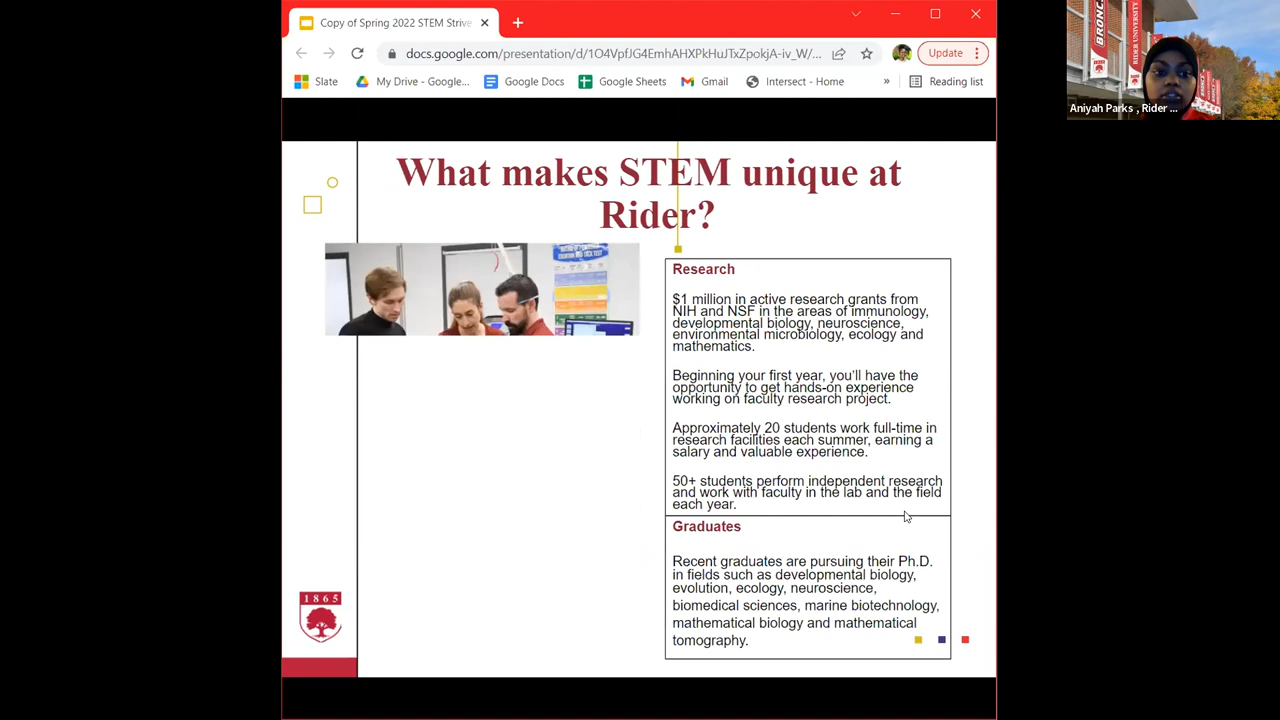 Copy of Spring 2022 STEM Strive
docs.google.com/presentation/d/1O4VpfJG4EmhAHXPkHuJTxZpokjA-iv_W/...
Update
Slate
My Drive - Google...
Google Docs
Google Sheets
Gmail
Intersect - Home
»
Reading list
BRONC
RIDER UNIVERSITY
Aniyah Parks , Rider ...
What makes STEM unique at
Rider?
Research
$1 million in active research grants from
NIH and NSF in the areas of immunology,
developmental biology, neuroscience,
environmental microbiology, ecology and
mathematics.
Beginning your first year, you'll have the
opportunity to get hands-on experience
working on faculty research project.
Approximately 20 students work full-time in
research facilities each summer, earning a
salary and valuable experience.
50+ students perform independent research
and work with faculty in the lab and the field
each year.
Graduates
Recent graduates are pursuing their Ph.D.
in fields such as developmental biology,
evolution, ecology, neuroscience,
biomedical sciences, marine biotechnology,
mathematical biology and mathematical
tomography.
1865